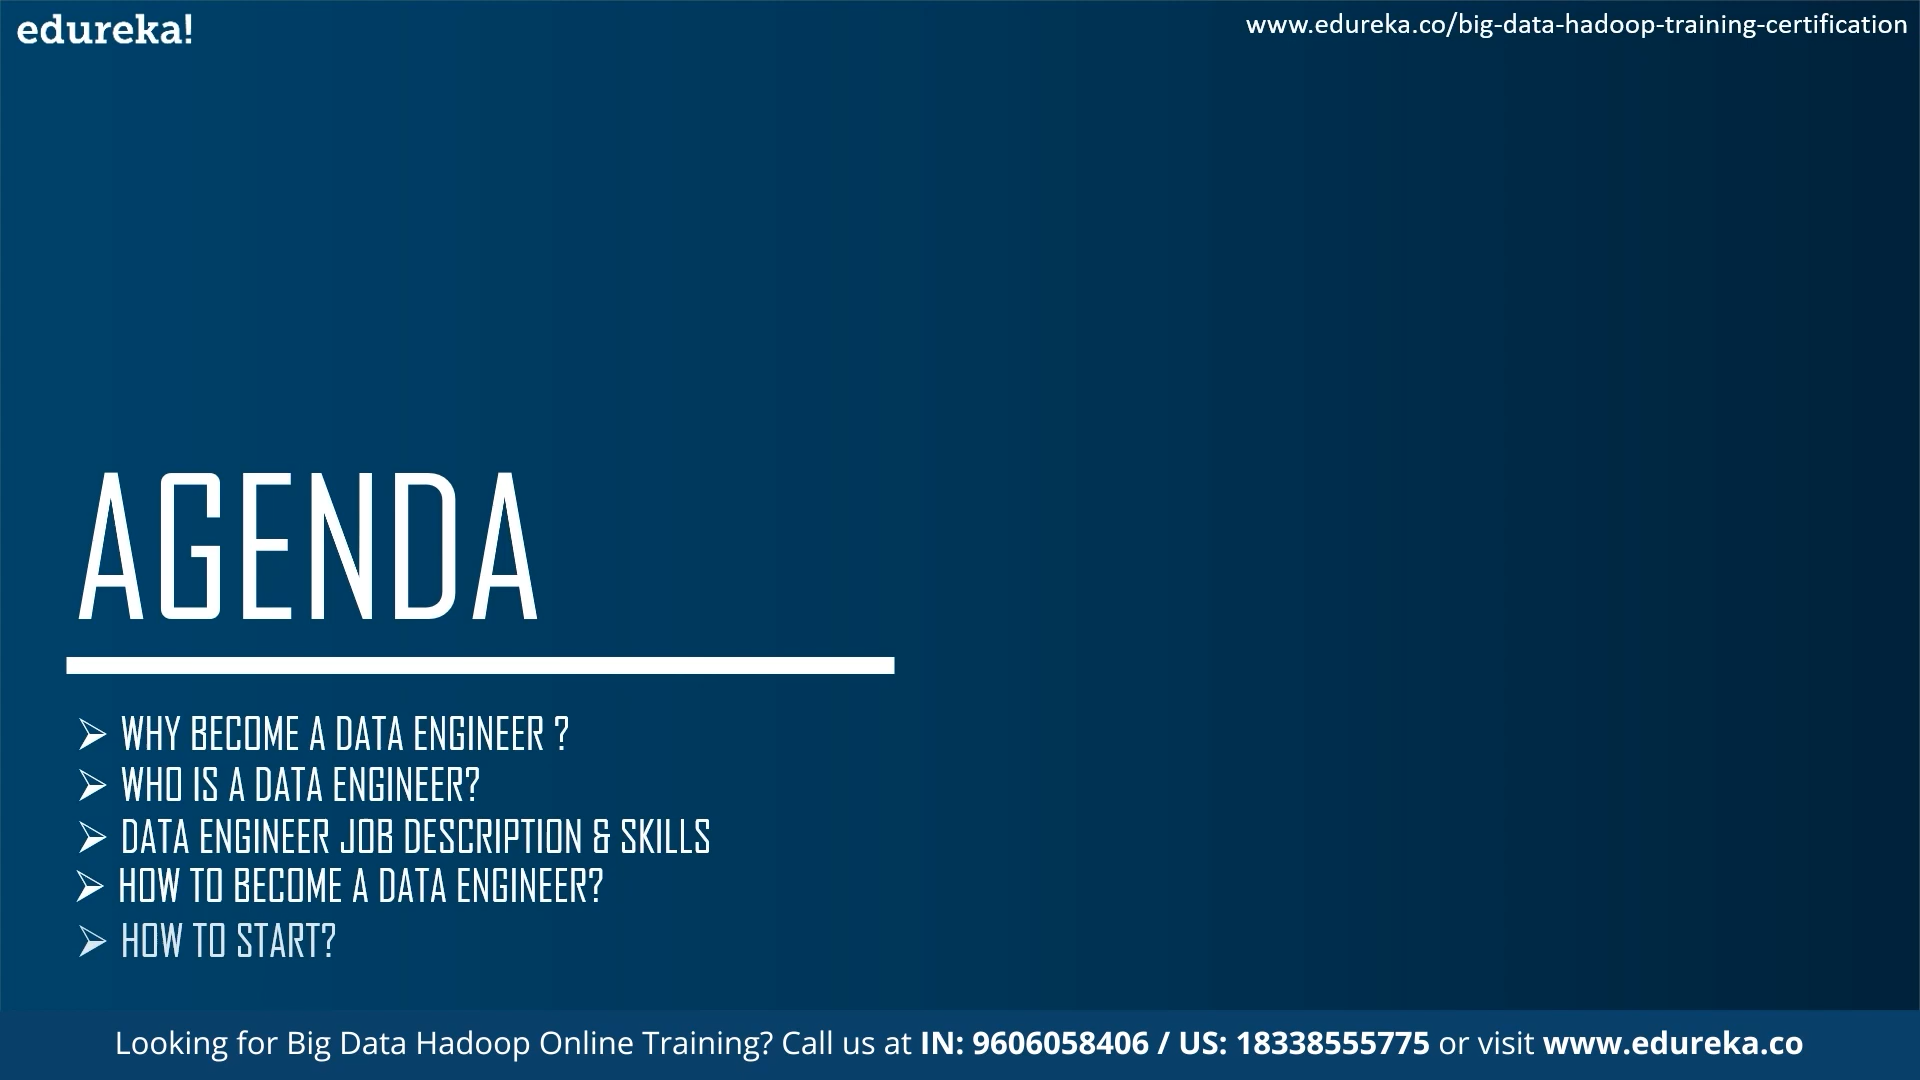 edureka!
www.edureka.co/big-data-hadoop-training-certification
AGENDA
➢ WHY BECOME A DATA ENGINEER ?
➢ WHO IS A DATA ENGINEER?
➢ DATA ENGINEER JOB DESCRIPTION & SKILLS
➢ HOW TO BECOME A DATA ENGINEER?
➢ HOW TO START?
Looking for Big Data Hadoop Online Training? Call us at IN: 9606058406 / US: 18338555775 or visit www.edureka.co